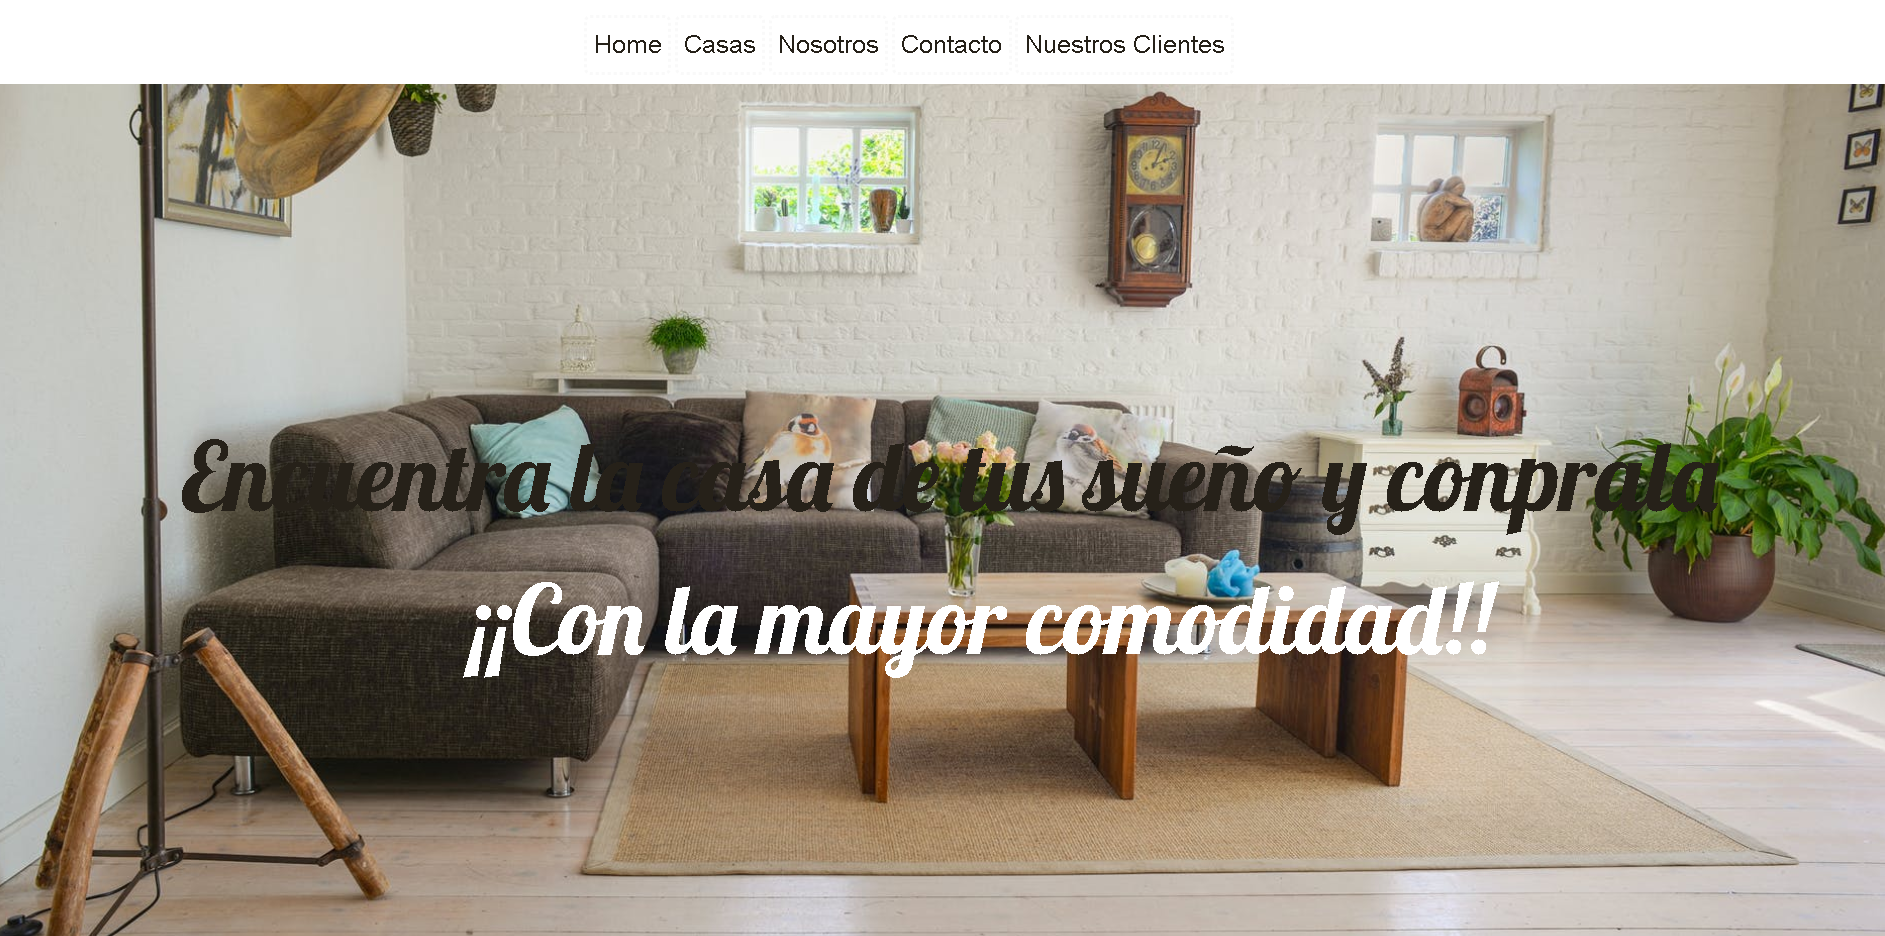 Home Casas Nosotros Contacto Nuestros Clientes
Encuentra la casa de tus sueño y conprala
¡¡Con la mayor comodidad!!